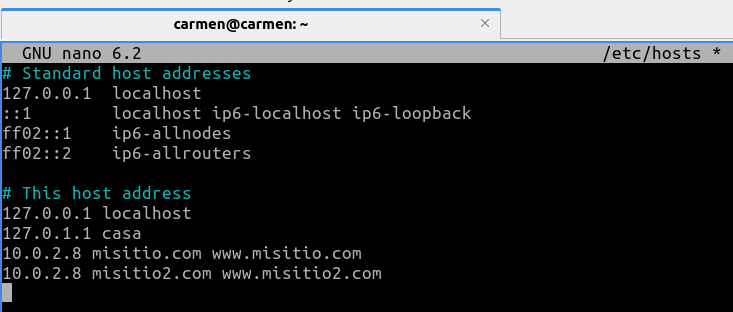 carmen@carmen: ~ ×
GNU nano 6.2 /etc/hosts *
# Standard host addresses
127.0.0.1  localhost
::1        localhost ip6-localhost ip6-loopback
ff02::1    ip6-allnodes
ff02::2    ip6-allrouters

# This host address
127.0.0.1 localhost
127.0.1.1 casa
10.0.2.8 misitio.com www.misitio.com
10.0.2.8 misitio2.com www.misitio2.com